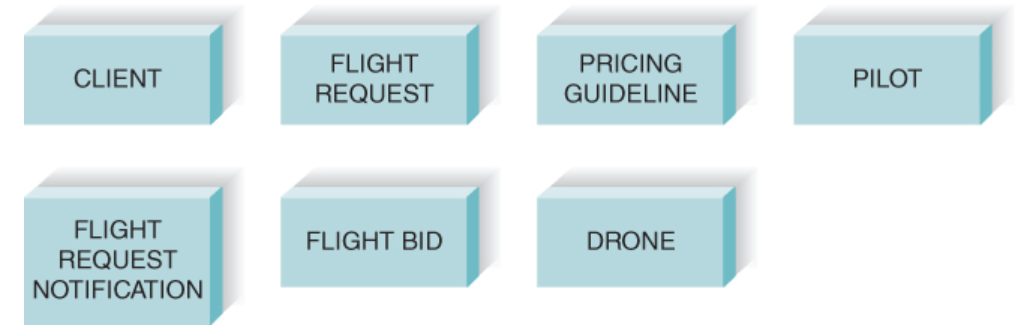 CLIENT
FLIGHT
REQUEST
PRICING
GUIDELINE
PILOT
FLIGHT
REQUEST
NOTIFICATION
FLIGHT BID
DRONE